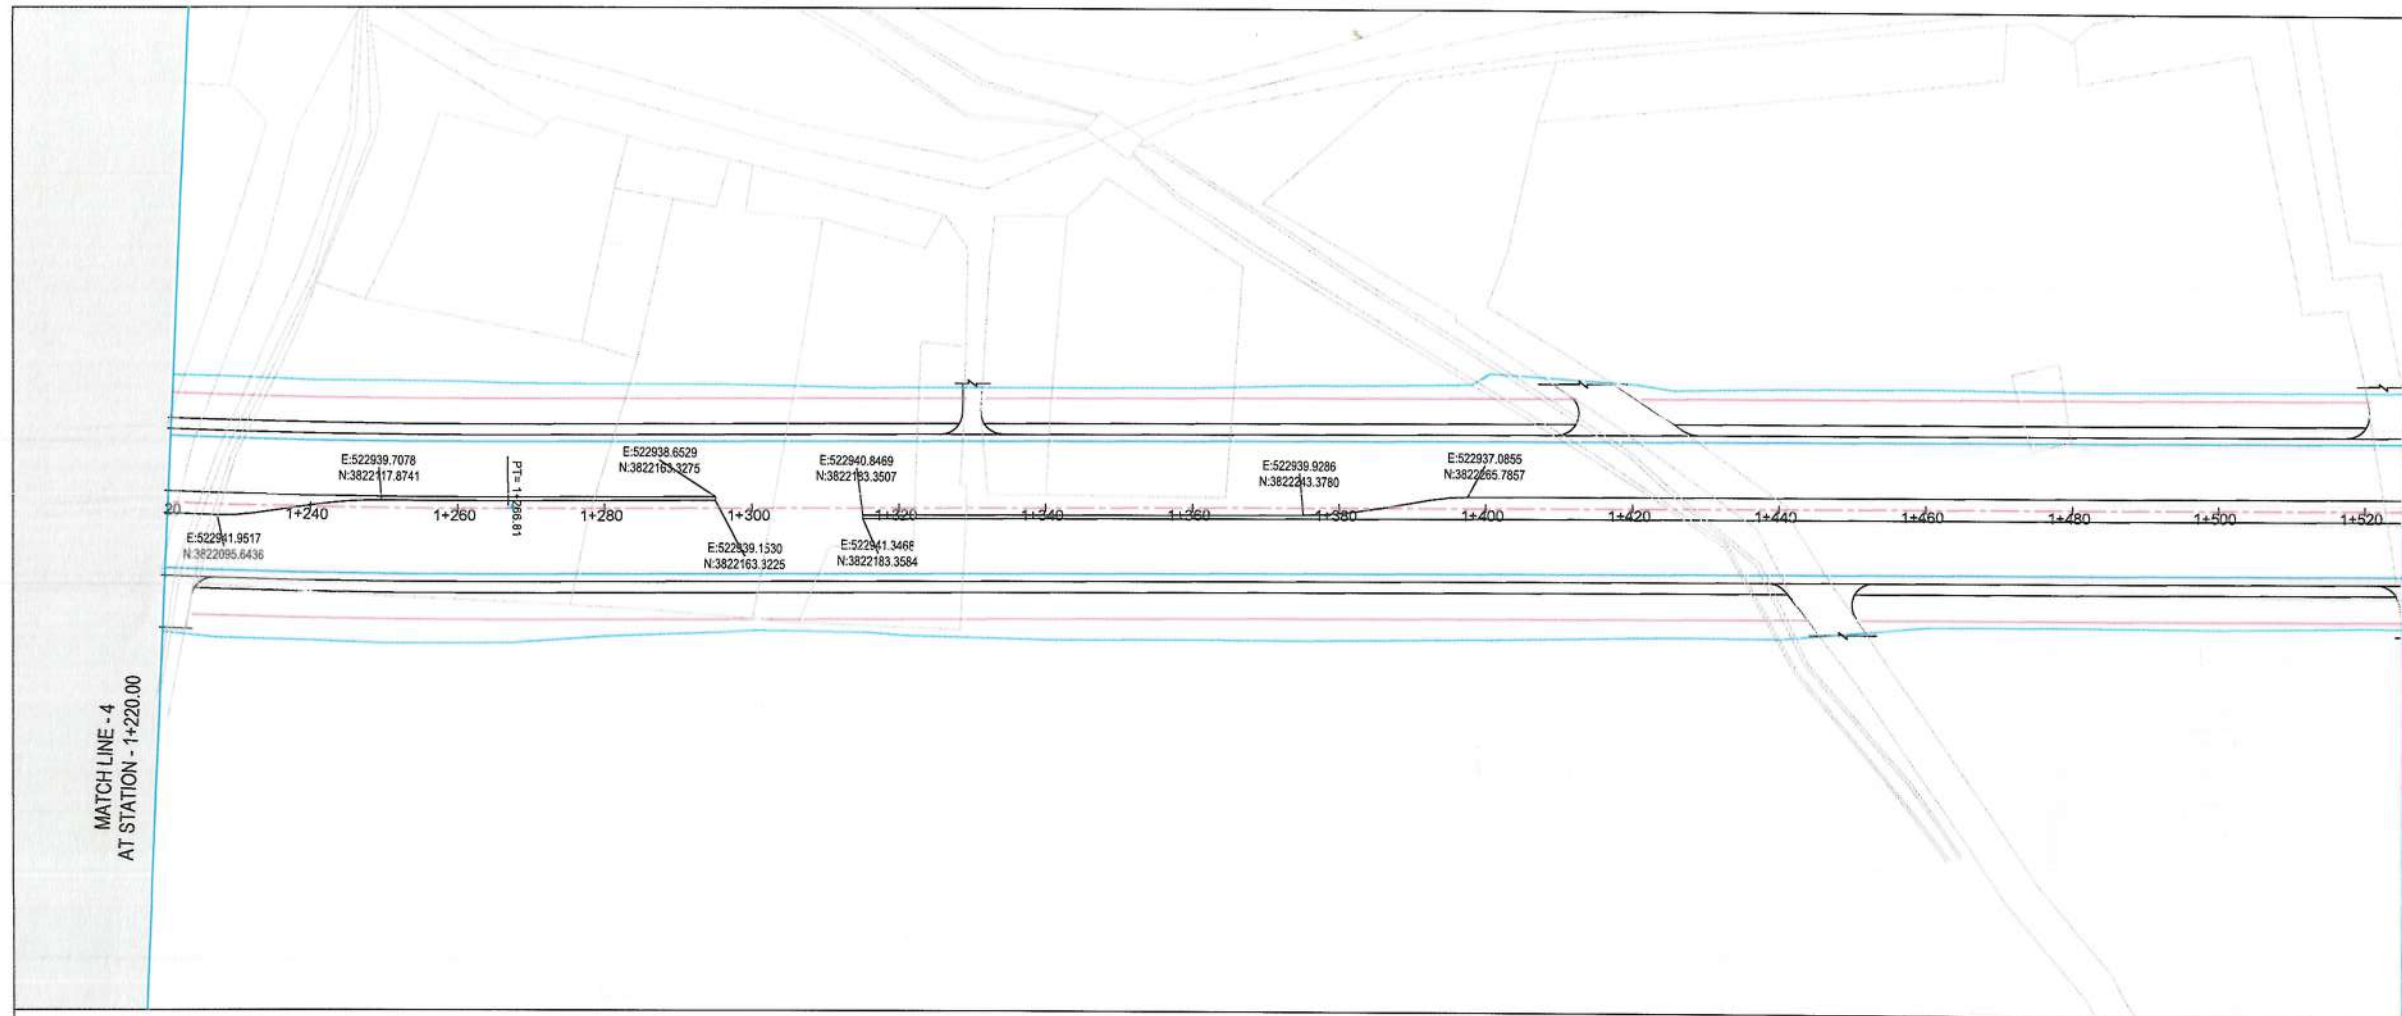 E:522939.7078
N:3822117.8741
PT= 1+266.81
E:522938.6529
N:3822163.3275
E:522940.8469
N:3822183.3507
E:522939.9286
N:3822243.3780
E:522937.0855
N:3822265.7857
20
1+240
1+260
1+280
1+300
1+320
1+340
1+360
1+380
1+400
1+420
1+440
1+460
1+480
1+500
1+520
E:522941.9517
N:3822095.6436
E:522939.1530
N:3822163.3225
E:522941.3468
N:3822183.3584
MATCH LINE - 4
AT STATION - 1+220.00